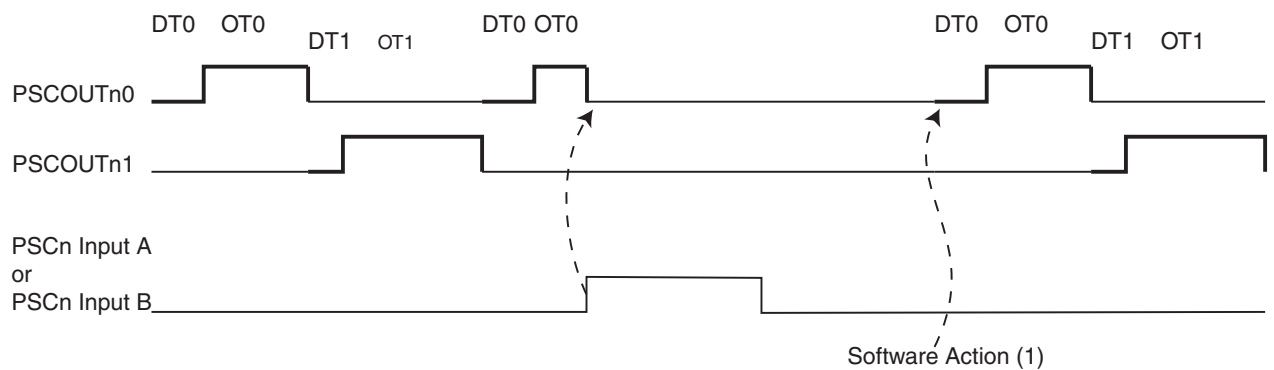 DT0 OT0 DT0 OT0 DT0 OT0
DT1 OT1 DT1 OT1
PSCOUTn0
PSCOUTn1
PSCn Input A
or
PSCn Input B
Software Action (1)